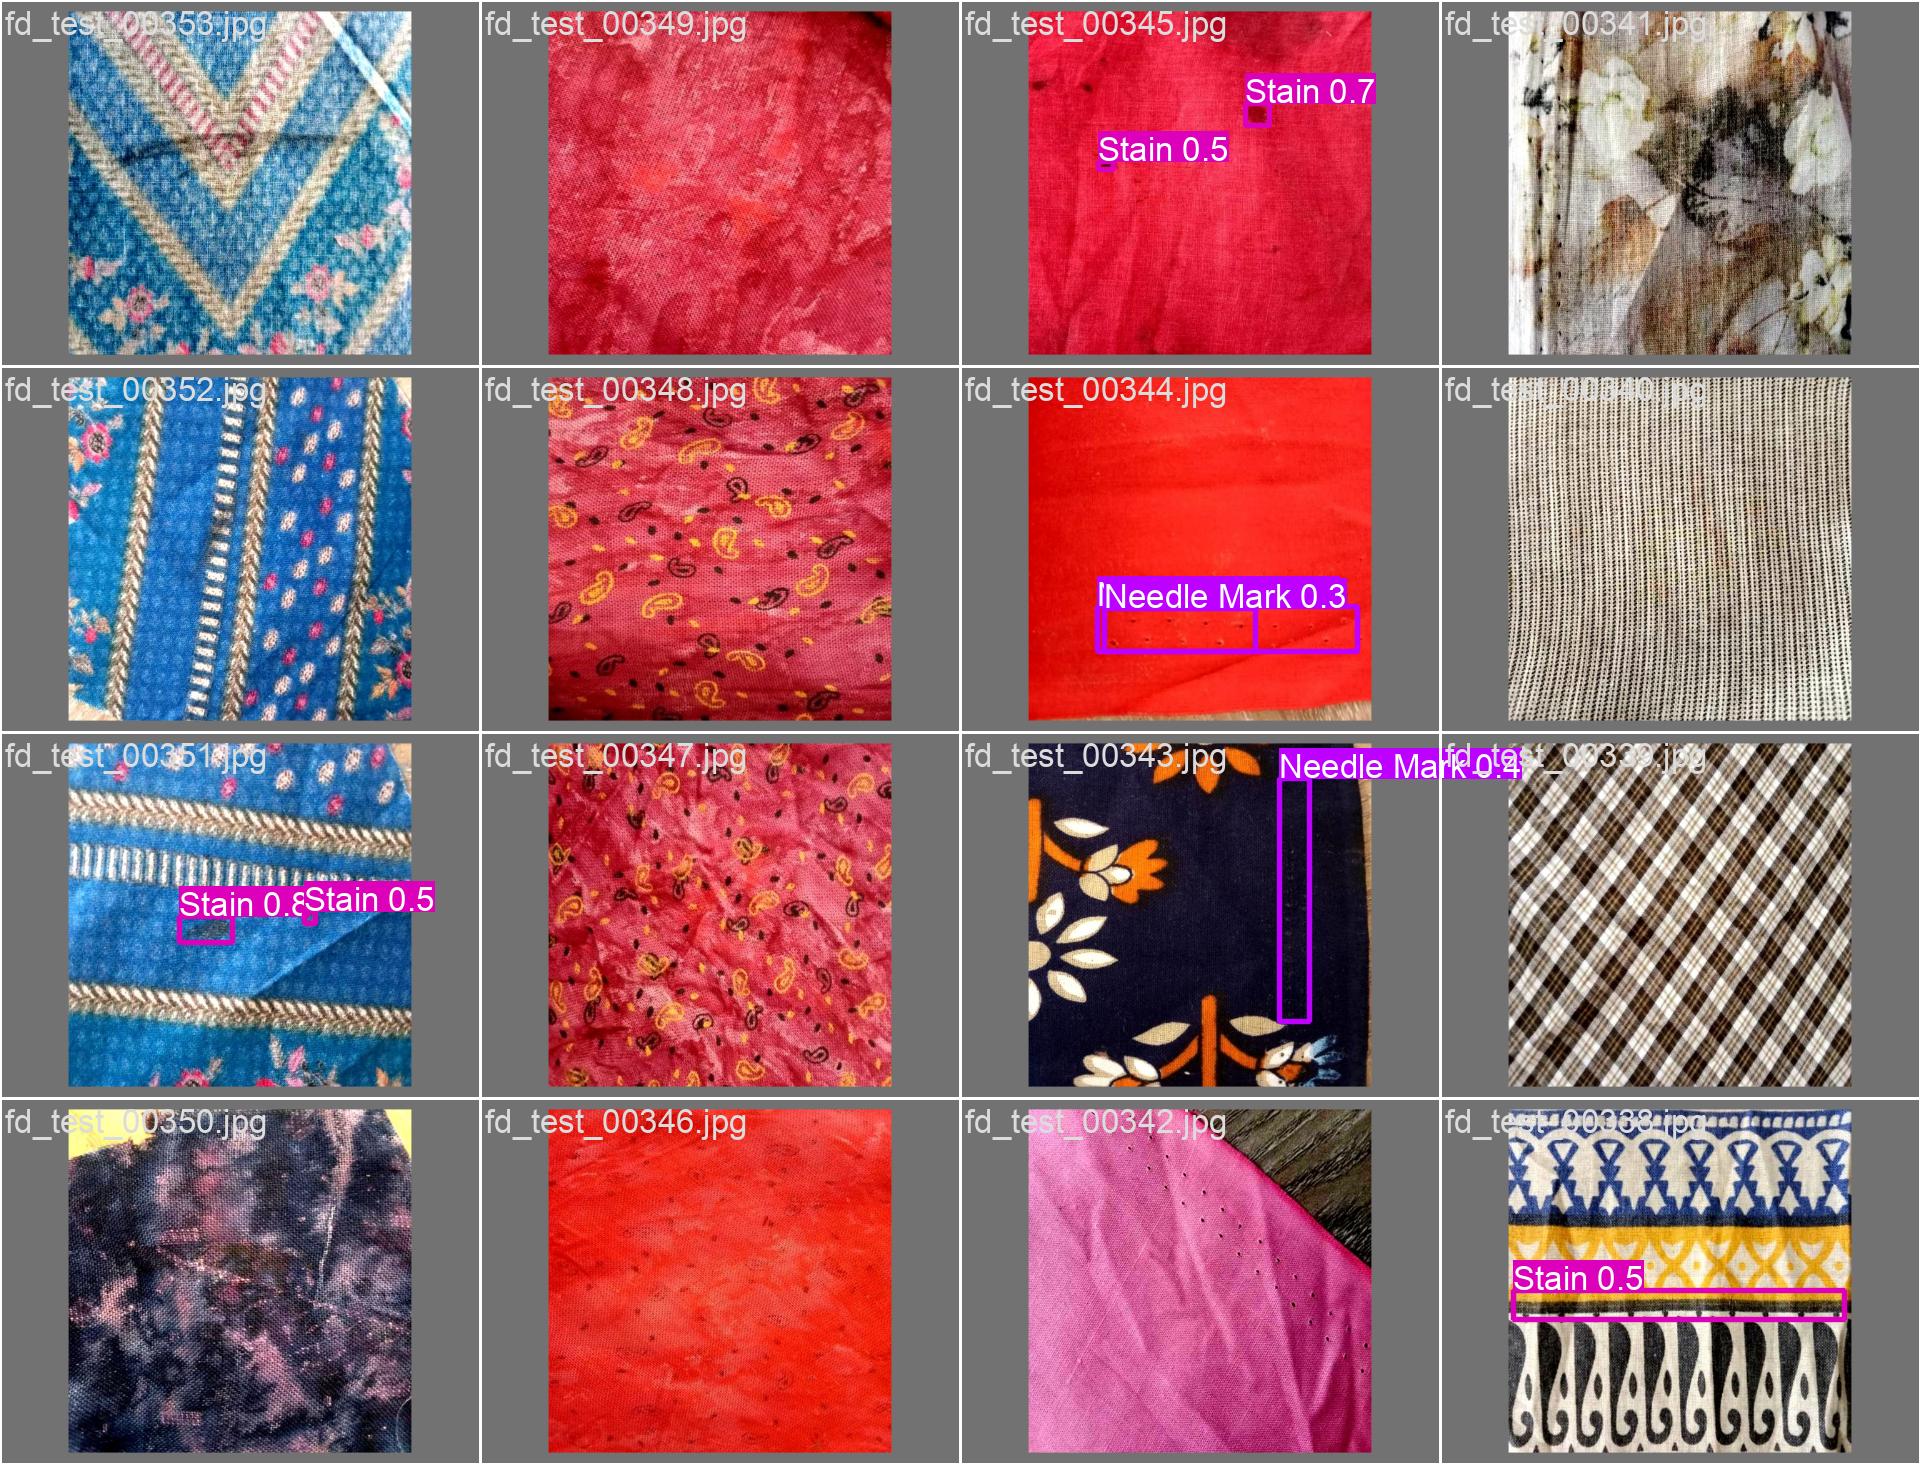 fd_test_00353.jpg
fd_test_00349.jpg
fd_test_00345.jpg
Stain 0.7
Stain 0.5
fd_test_00341.jpg
fd_test_00352.jpg
fd_test_00348.jpg
fd_test_00344.jpg
Needle Mark 0.3
fd_test_00340.jpg
fd_test_00351.jpg
Stain 0.8
Stain 0.5
fd_test_00347.jpg
fd_test_00343.jpg
Needle Mark 0.4
fd_test_00339.jpg
fd_test_00350.jpg
fd_test_00346.jpg
fd_test_00342.jpg
fd_test_00338.jpg
Stain 0.5